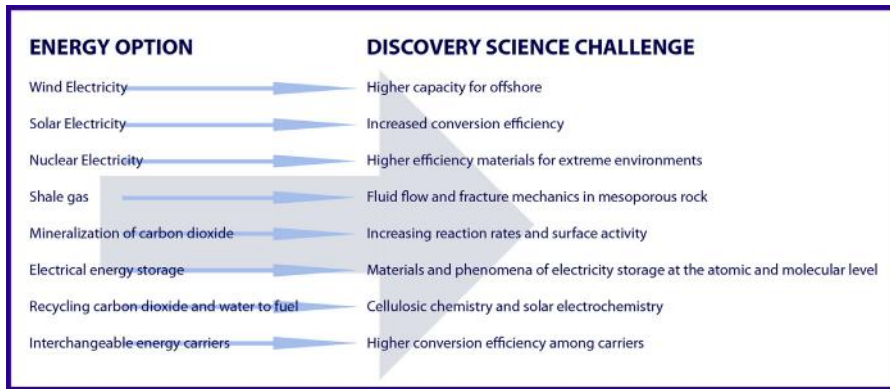 ENERGY OPTION DISCOVERY SCIENCE CHALLENGE
Wind Electricity Higher capacity for offshore
Solar Electricity Increased conversion efficiency
Nuclear Electricity Higher efficiency materials for extreme environments
Shale gas Fluid flow and fracture mechanics in mesoporous rock
Mineralization of carbon dioxide Increasing reaction rates and surface activity
Electrical energy storage Materials and phenomena of electricity storage at the atomic and molecular level
Recycling carbon dioxide and water to fuel Cellulosic chemistry and solar electrochemistry
Interchangeable energy carriers Higher conversion efficiency among carriers